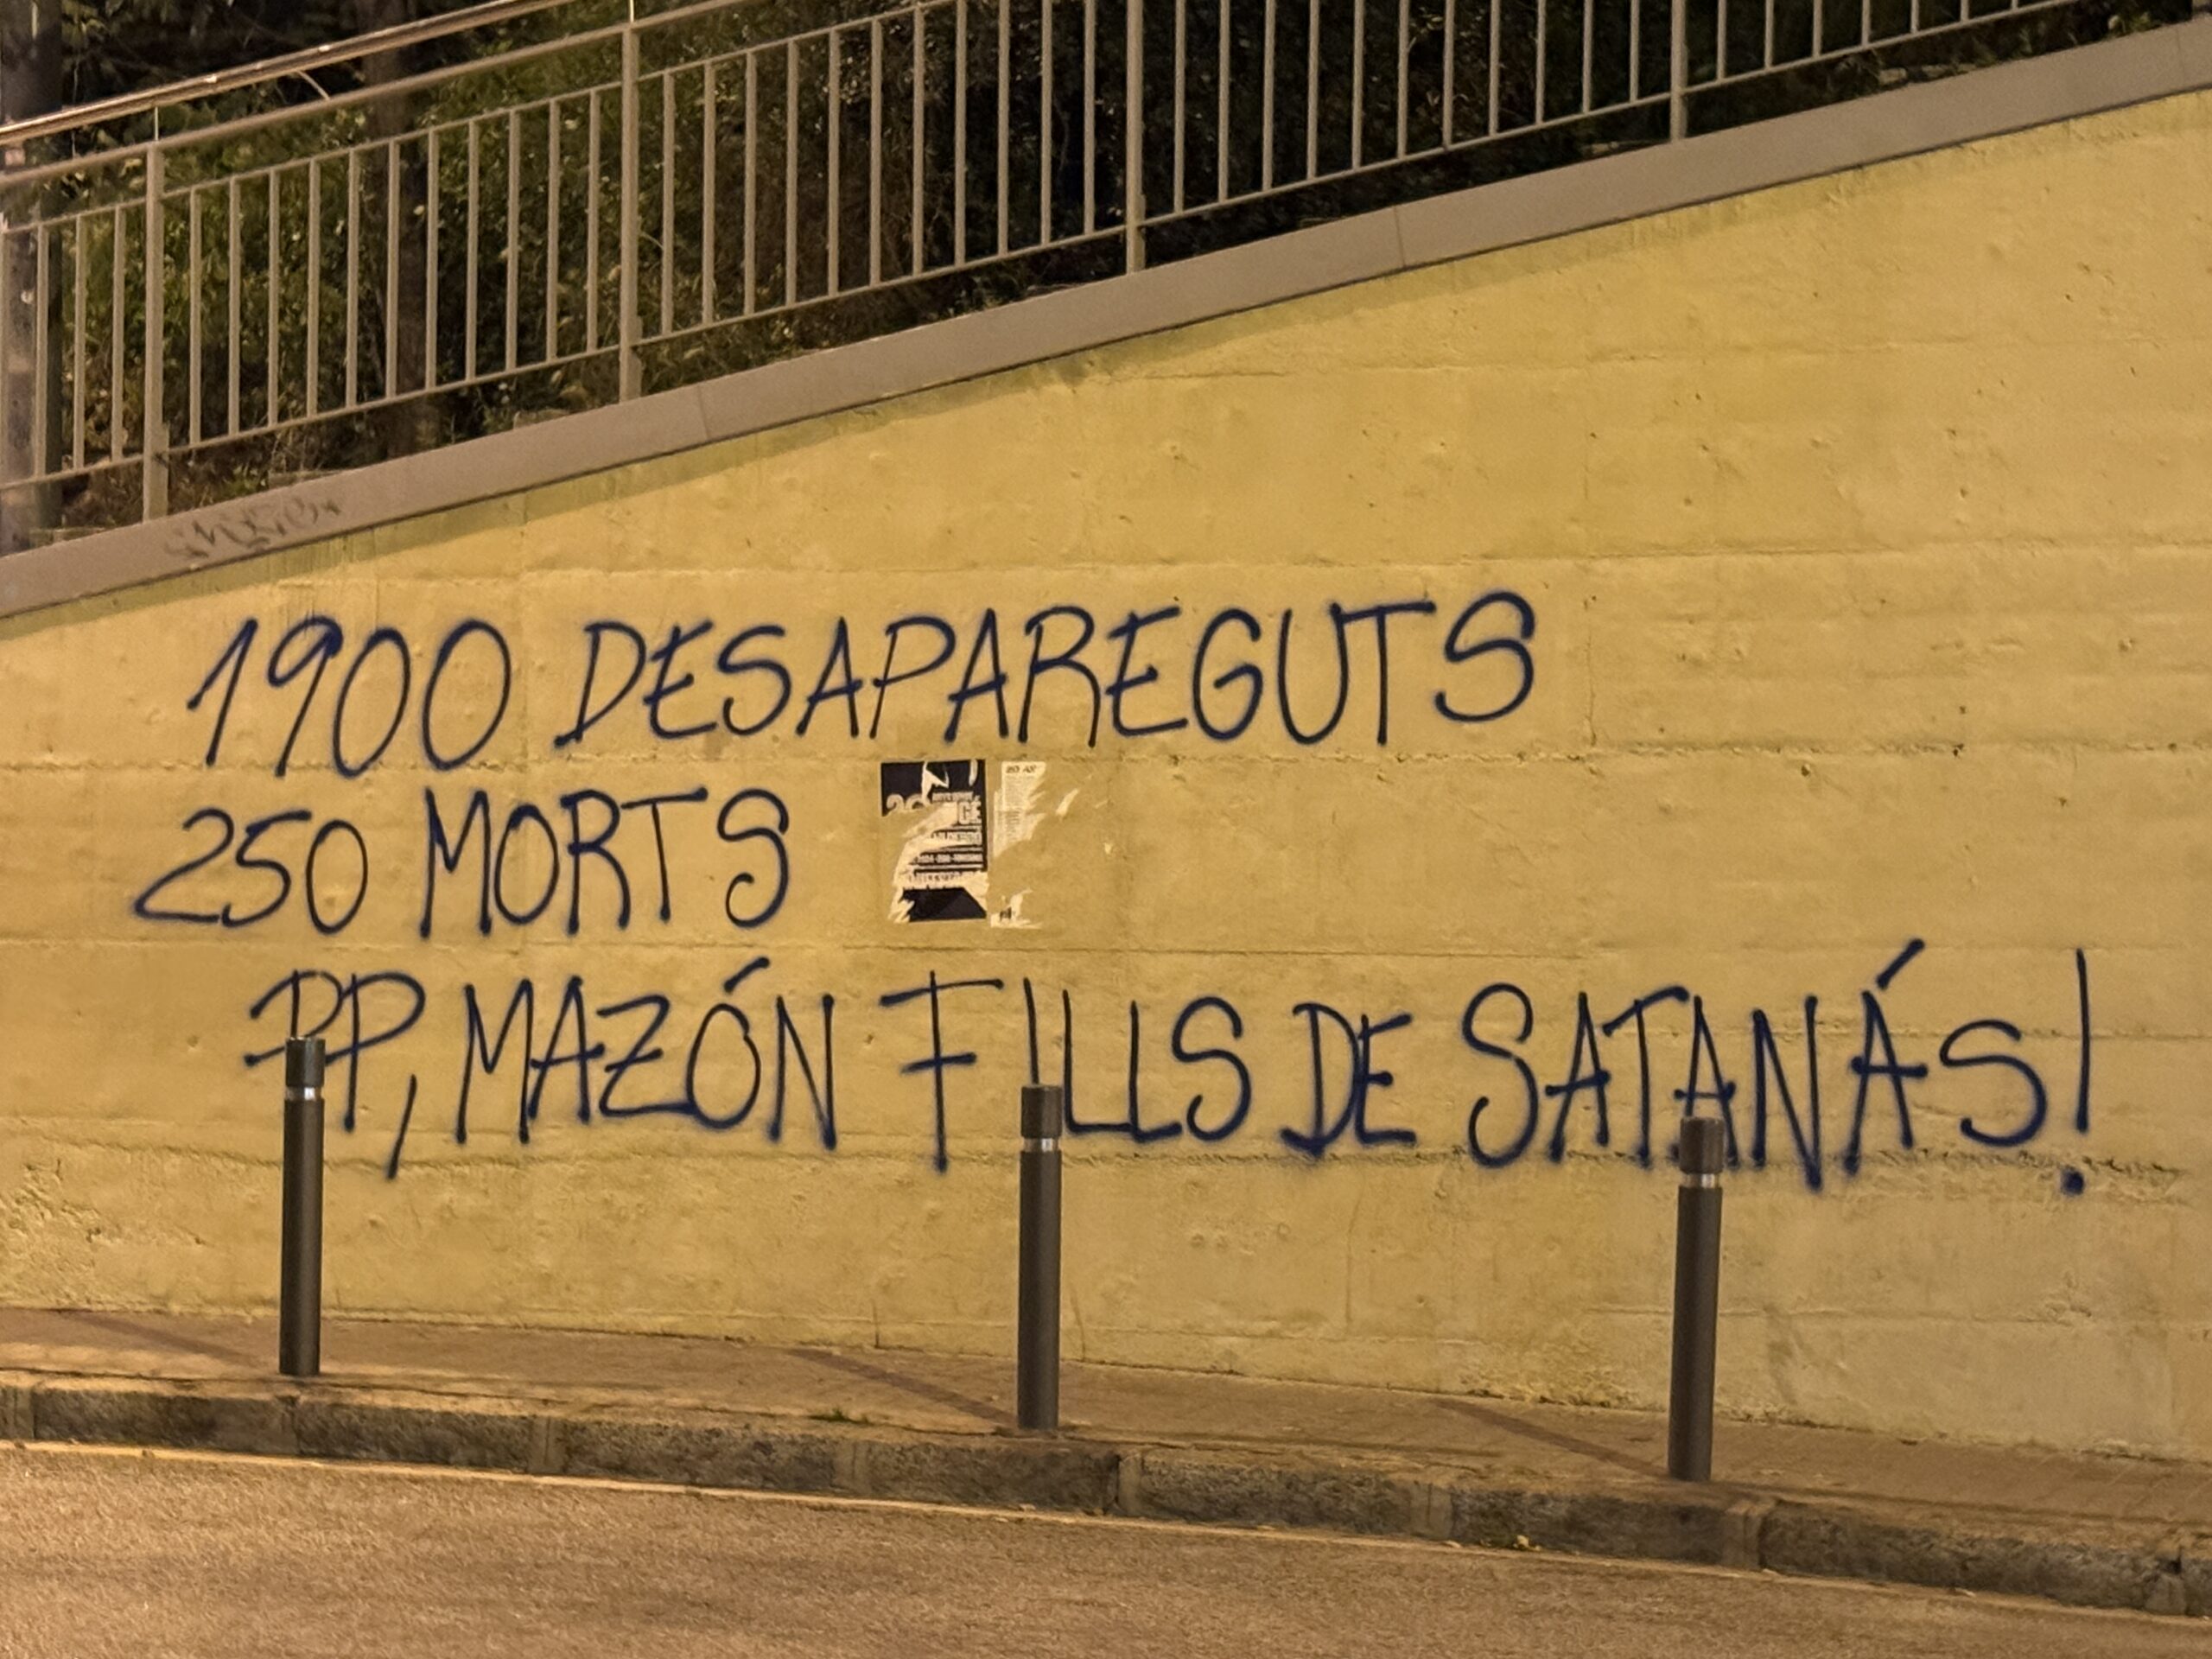 1900 DESAPAREGUTS
250 MORTS
PP, MAZÓN FILLS DE SATANÁS!